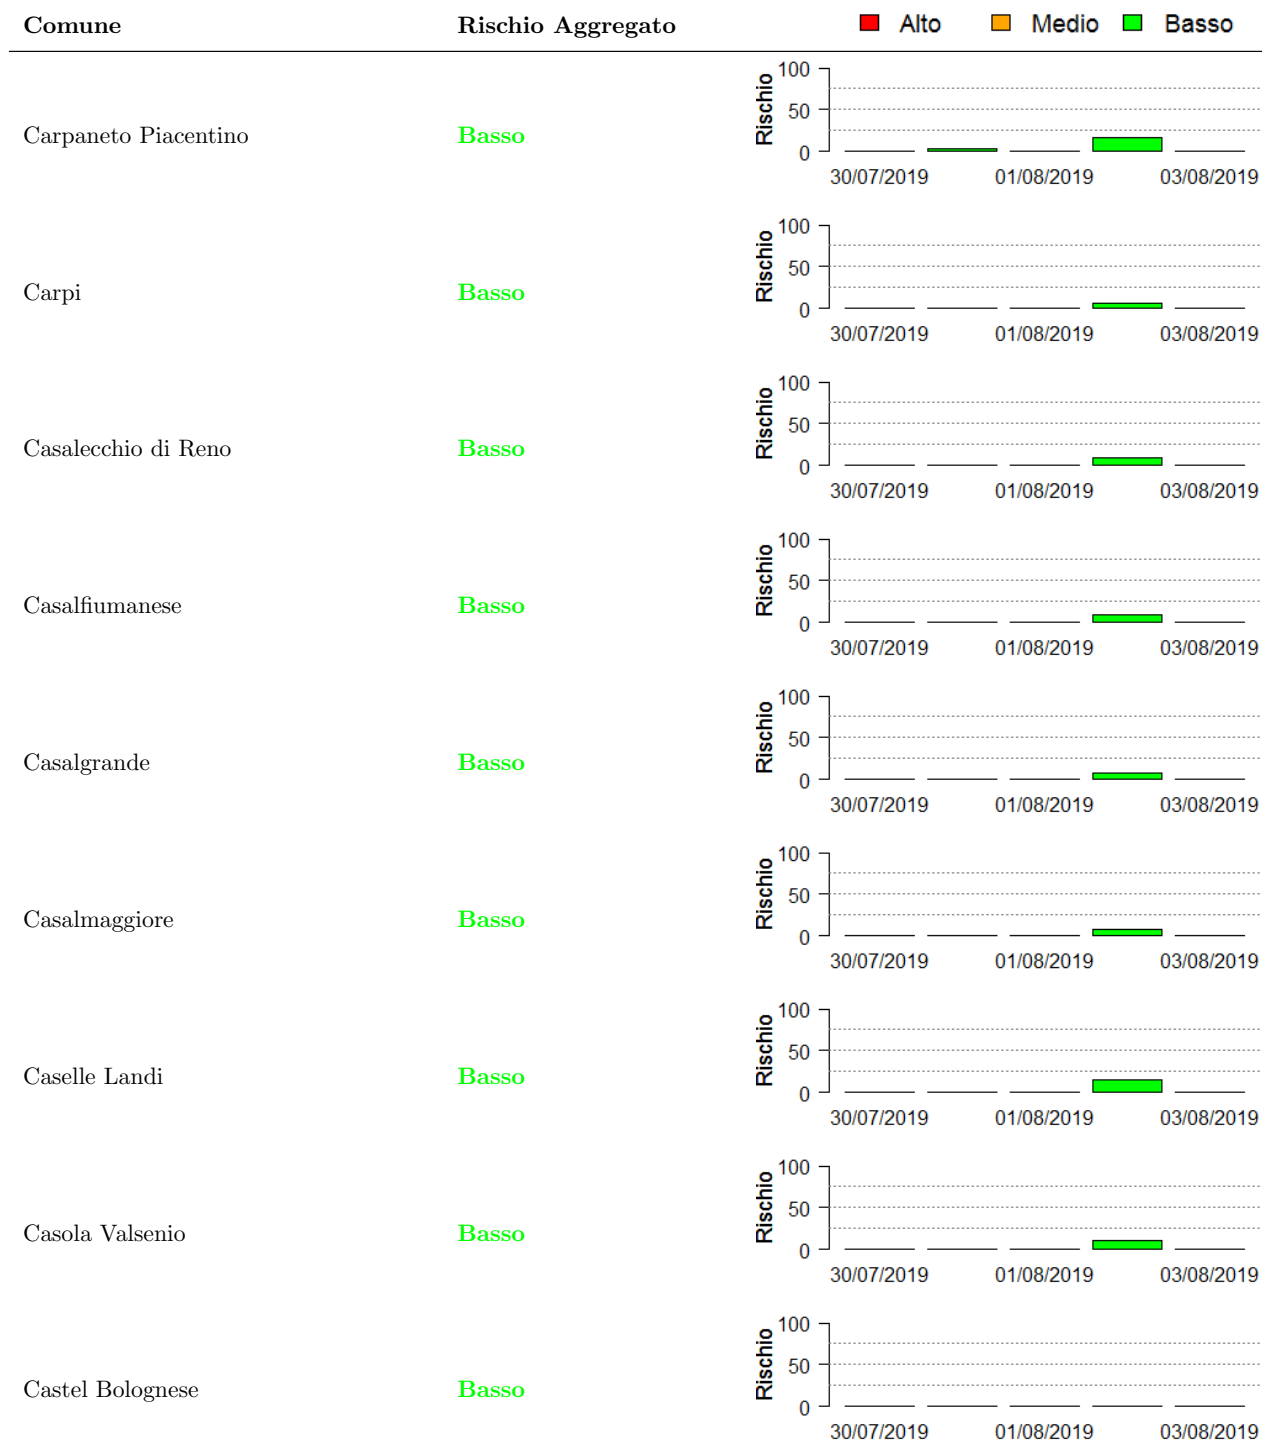 Comune Rischio Aggregato Alto Medio Basso
Carpaneto Piacentino Basso Rischio 100 50 0
30/07/2019 01/08/2019 03/08/2019
Carpi Basso Rischio 100 50 0
30/07/2019 01/08/2019 03/08/2019
Casalecchio di Reno Basso Rischio 100 50 0
30/07/2019 01/08/2019 03/08/2019
Casalfiumanese Basso Rischio 100 50 0
30/07/2019 01/08/2019 03/08/2019
Casalgrande Basso Rischio 100 50 0
30/07/2019 01/08/2019 03/08/2019
Casalmaggiore Basso Rischio 100 50 0
30/07/2019 01/08/2019 03/08/2019
Caselle Landi Basso Rischio 100 50 0
30/07/2019 01/08/2019 03/08/2019
Casola Valsenio Basso Rischio 100 50 0
30/07/2019 01/08/2019 03/08/2019
Castel Bolognese Basso Rischio 100 50 0
30/07/2019 01/08/2019 03/08/2019